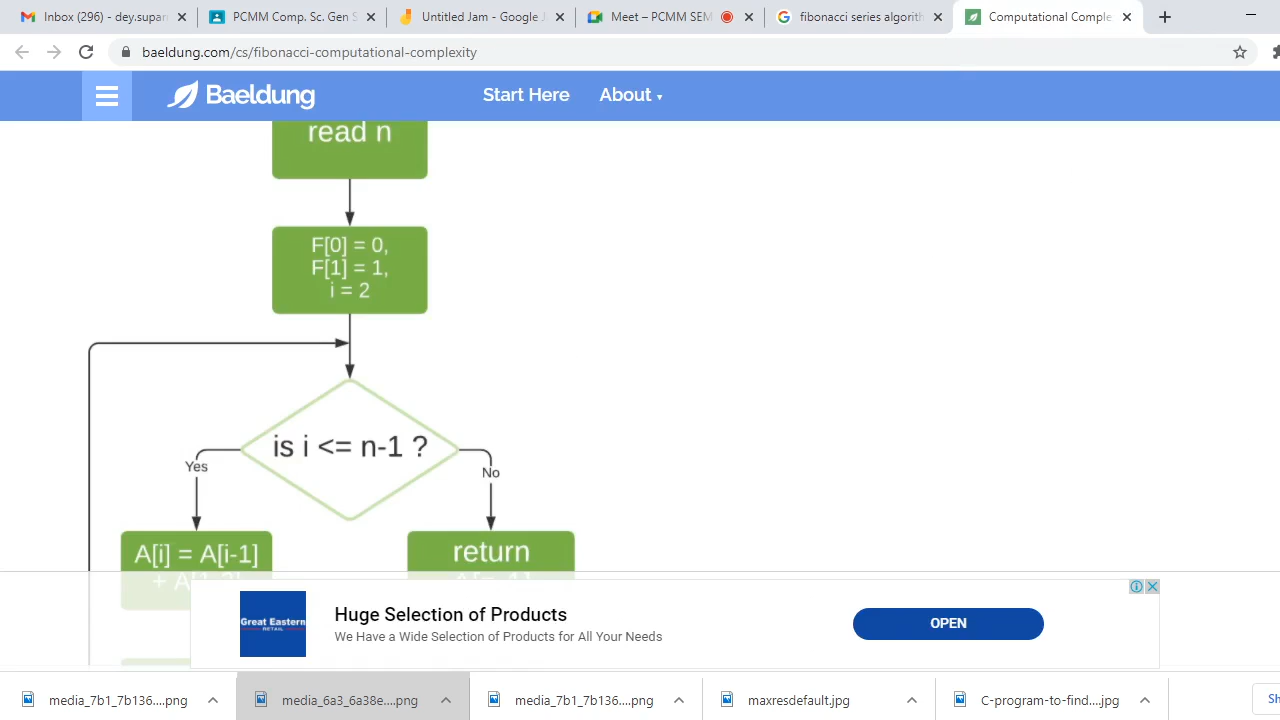 Inbox (296) - degsupar
PCMM Comp. Sc. Gen S
Untitled Jam - Google J
Meet – PCMM SEM
fibonacci series algorith
Computational Comple
baeldung.com/cs/fibonacci-computational-complexity
Baeldung
Start Here
About
read n
F[0] = 0,
F[1] = 1,
i = 2
is i <= n-1 ?
Yes
No
A[i] = A[i-1]
return
Great Eastern
RETAIL
Huge Selection of Products
We Have a Wide Selection of Products for All Your Needs
OPEN
media_7b1_7b136....png
media_6a3_6a38e....png
media_7b1_7b136....png
maxresdefault.jpg
C-program-to-find....jpg